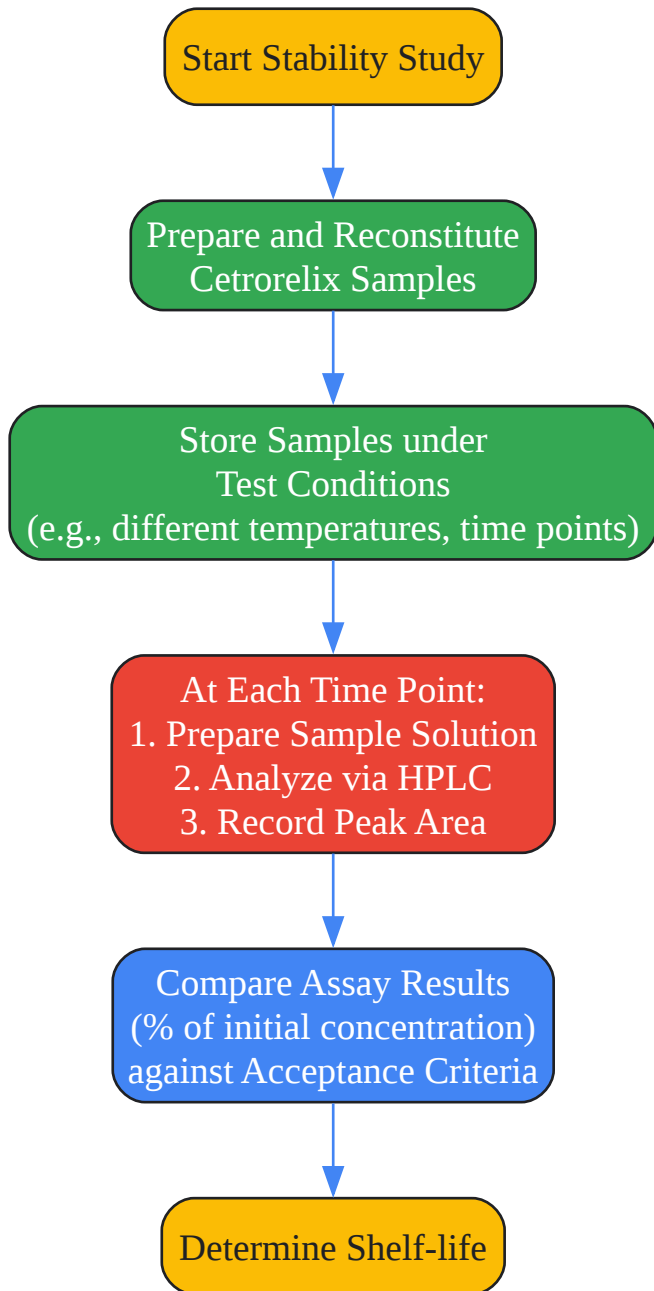 Start Stability Study
Prepare and Reconstitute
Cetrorelix Samples
Store Samples under
Test Conditions
(e.g., different temperatures, time points)
At Each Time Point:
1. Prepare Sample Solution
2. Analyze via HPLC
3. Record Peak Area
Compare Assay Results
(% of initial concentration)
against Acceptance Criteria
Determine Shelf-life